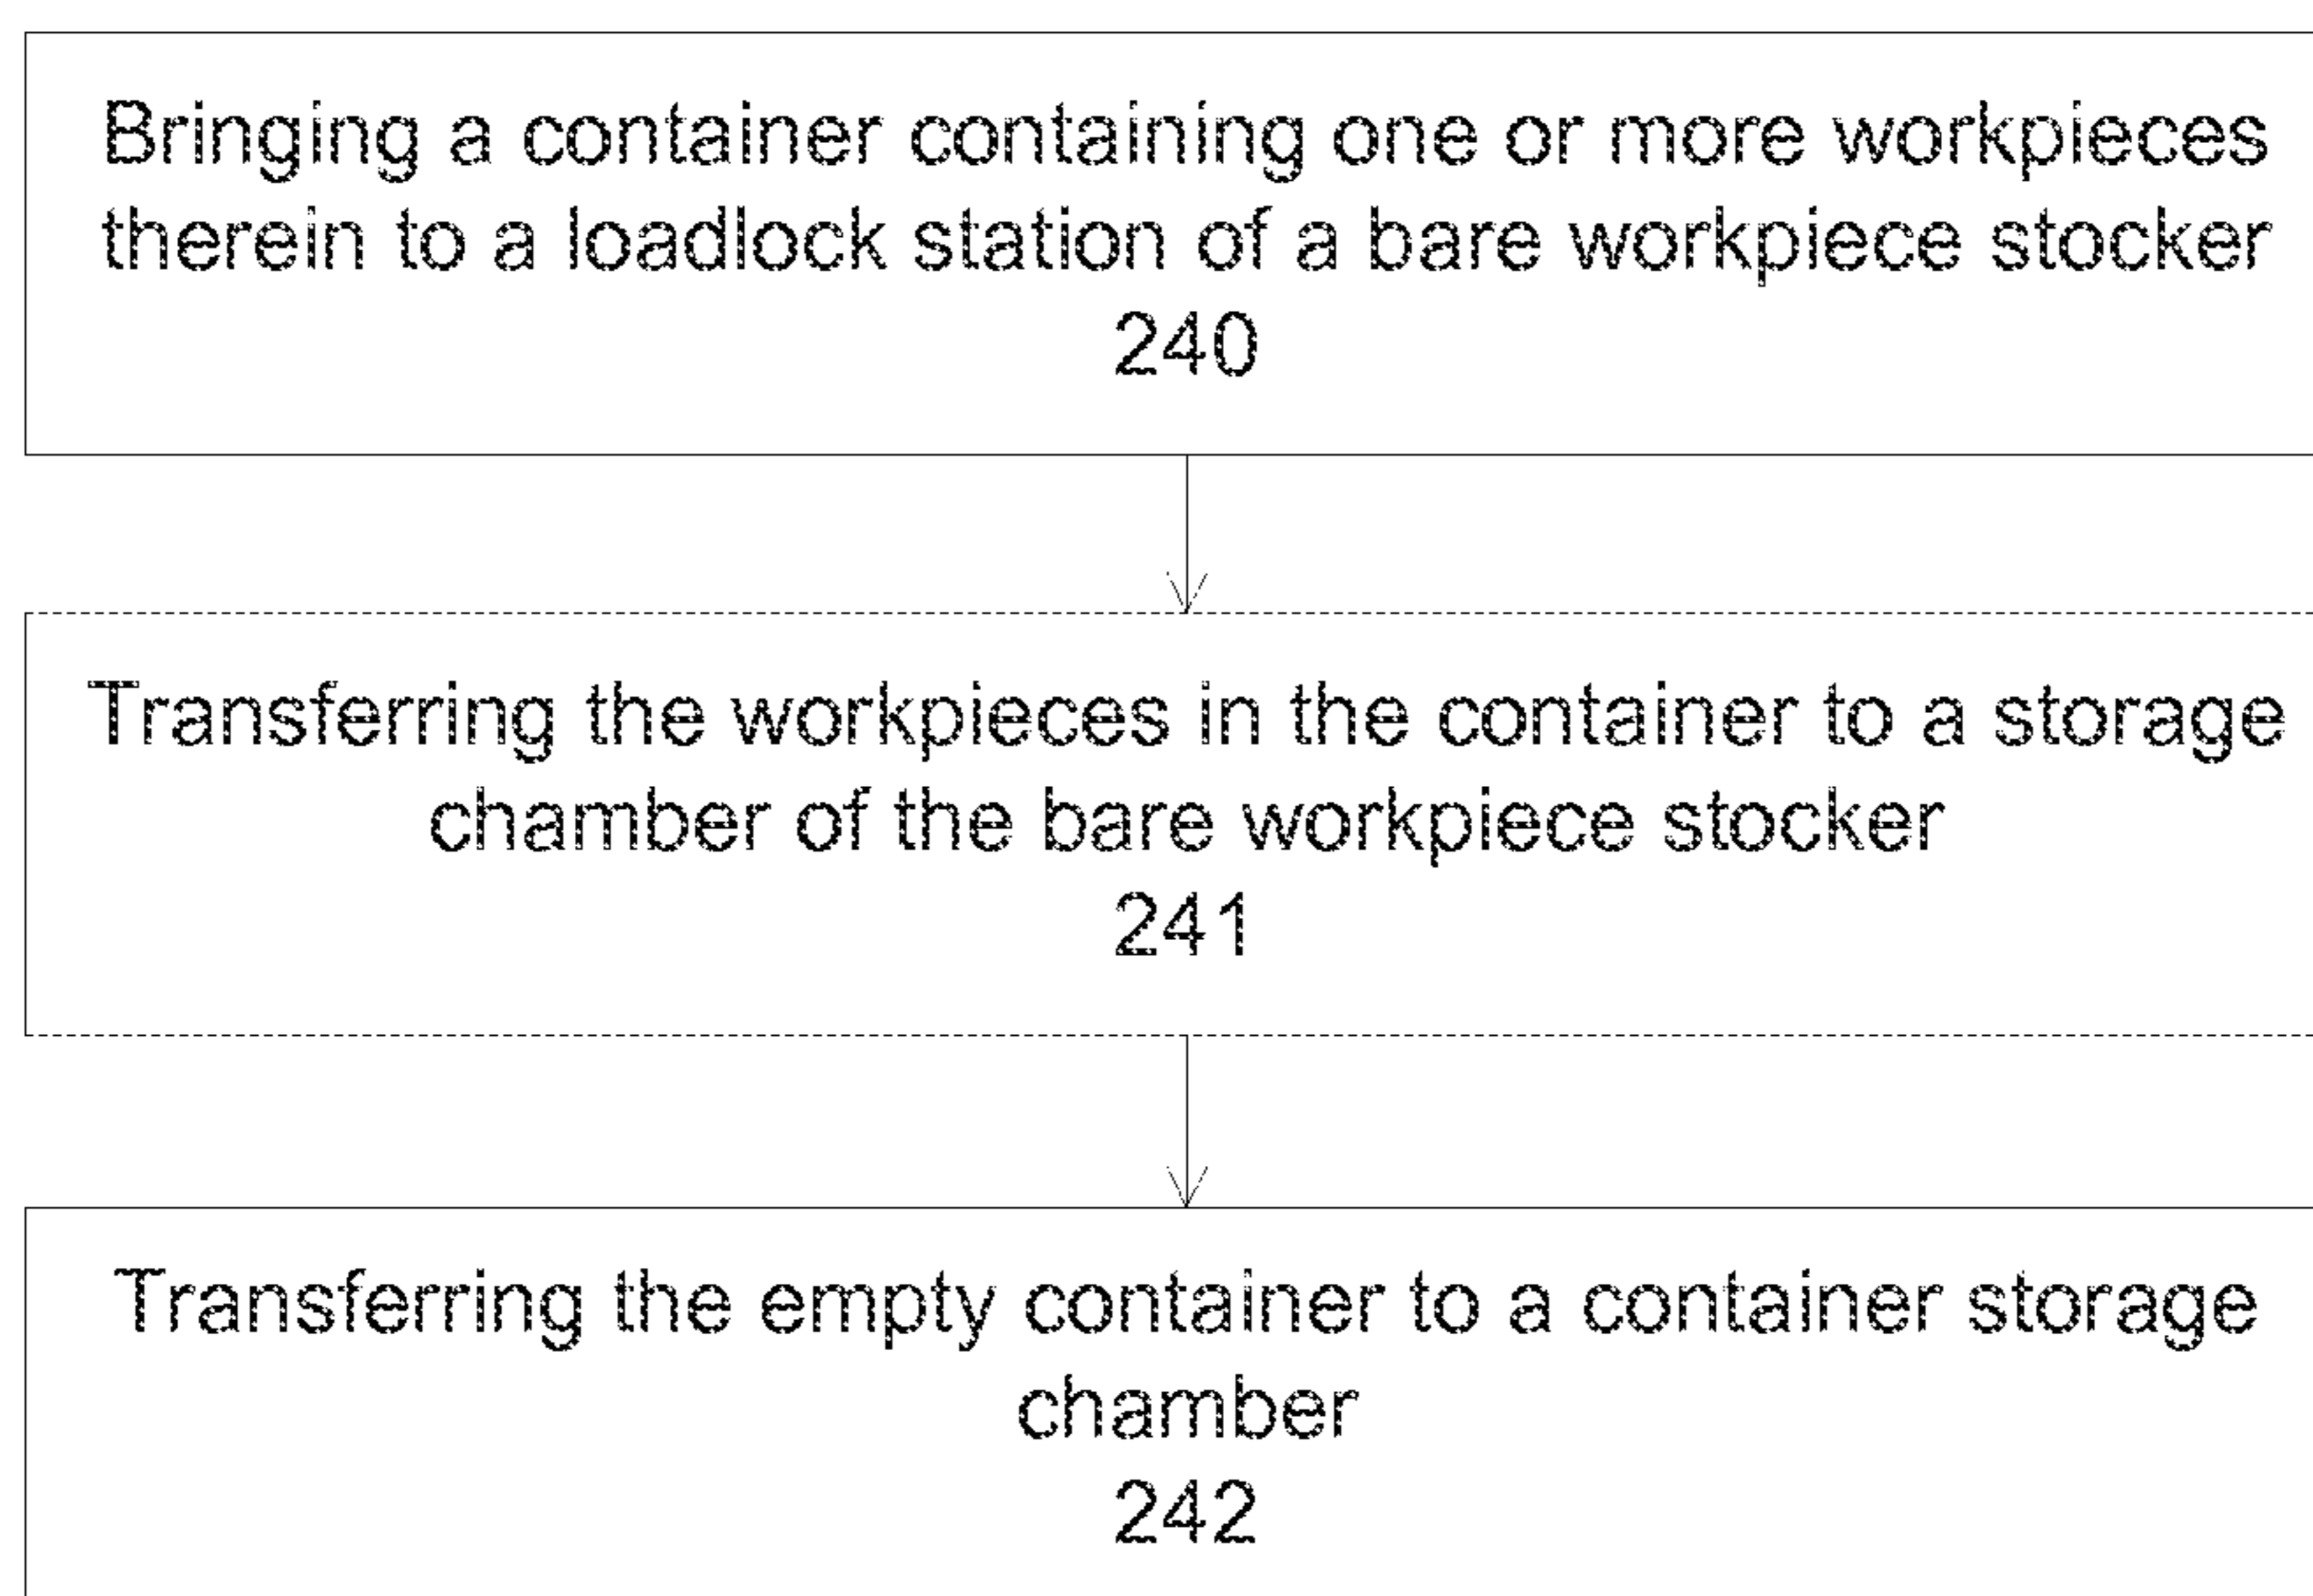 Bringing a container containing one or more workpieces
therein to a loadlock station of a bare workpiece stocker
240
Transferring the workpieces in the container to a storage
chamber of the bare workpiece stocker
241
Transferring the empty container to a container storage
chamber
242